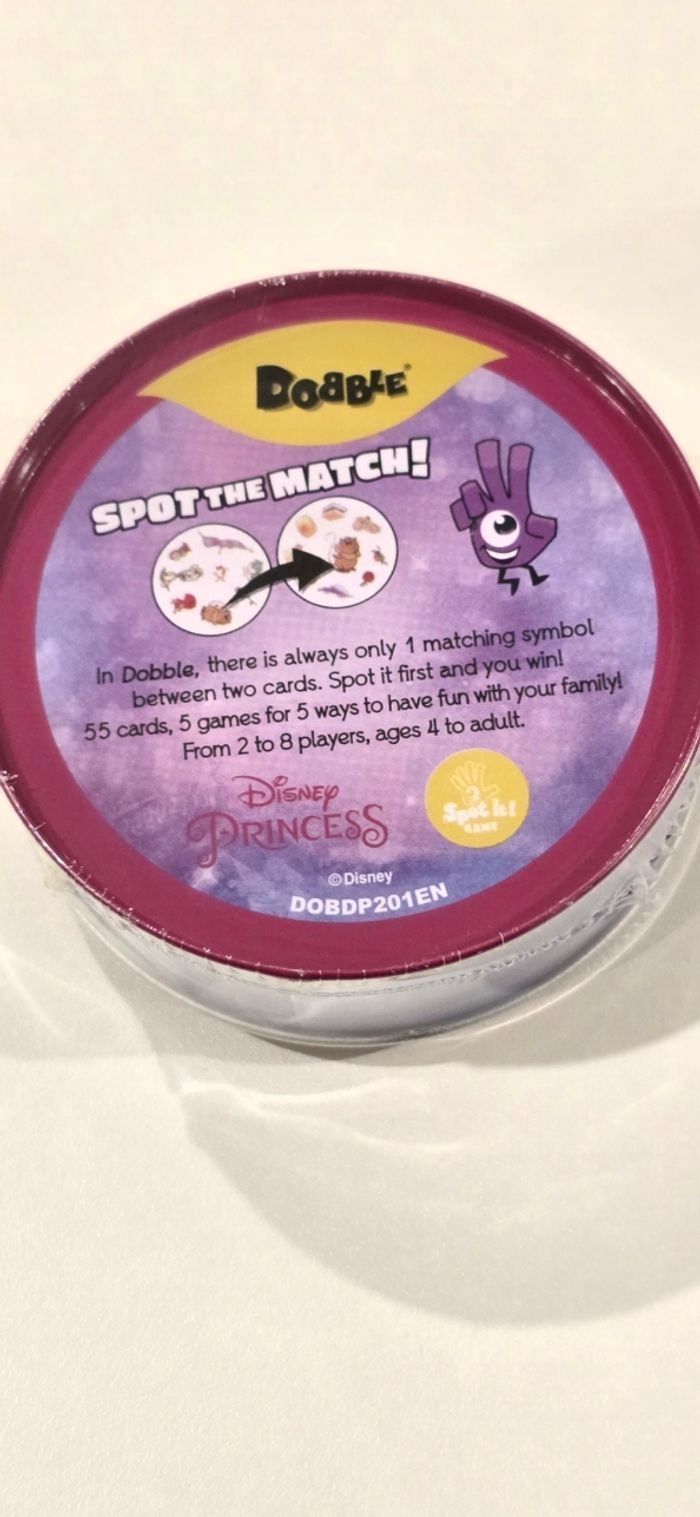 DOBBLE®
SPOT THE MATCH!
In Dobble, there is always only 1 matching symbol
between two cards. Spot it first and you win!
55 cards, 5 games for 5 ways to have fun with your family!
From 2 to 8 players, ages 4 to adult.
Disney
PRINCESS
Spot it!
GAME
©Disney
DOBDP201EN